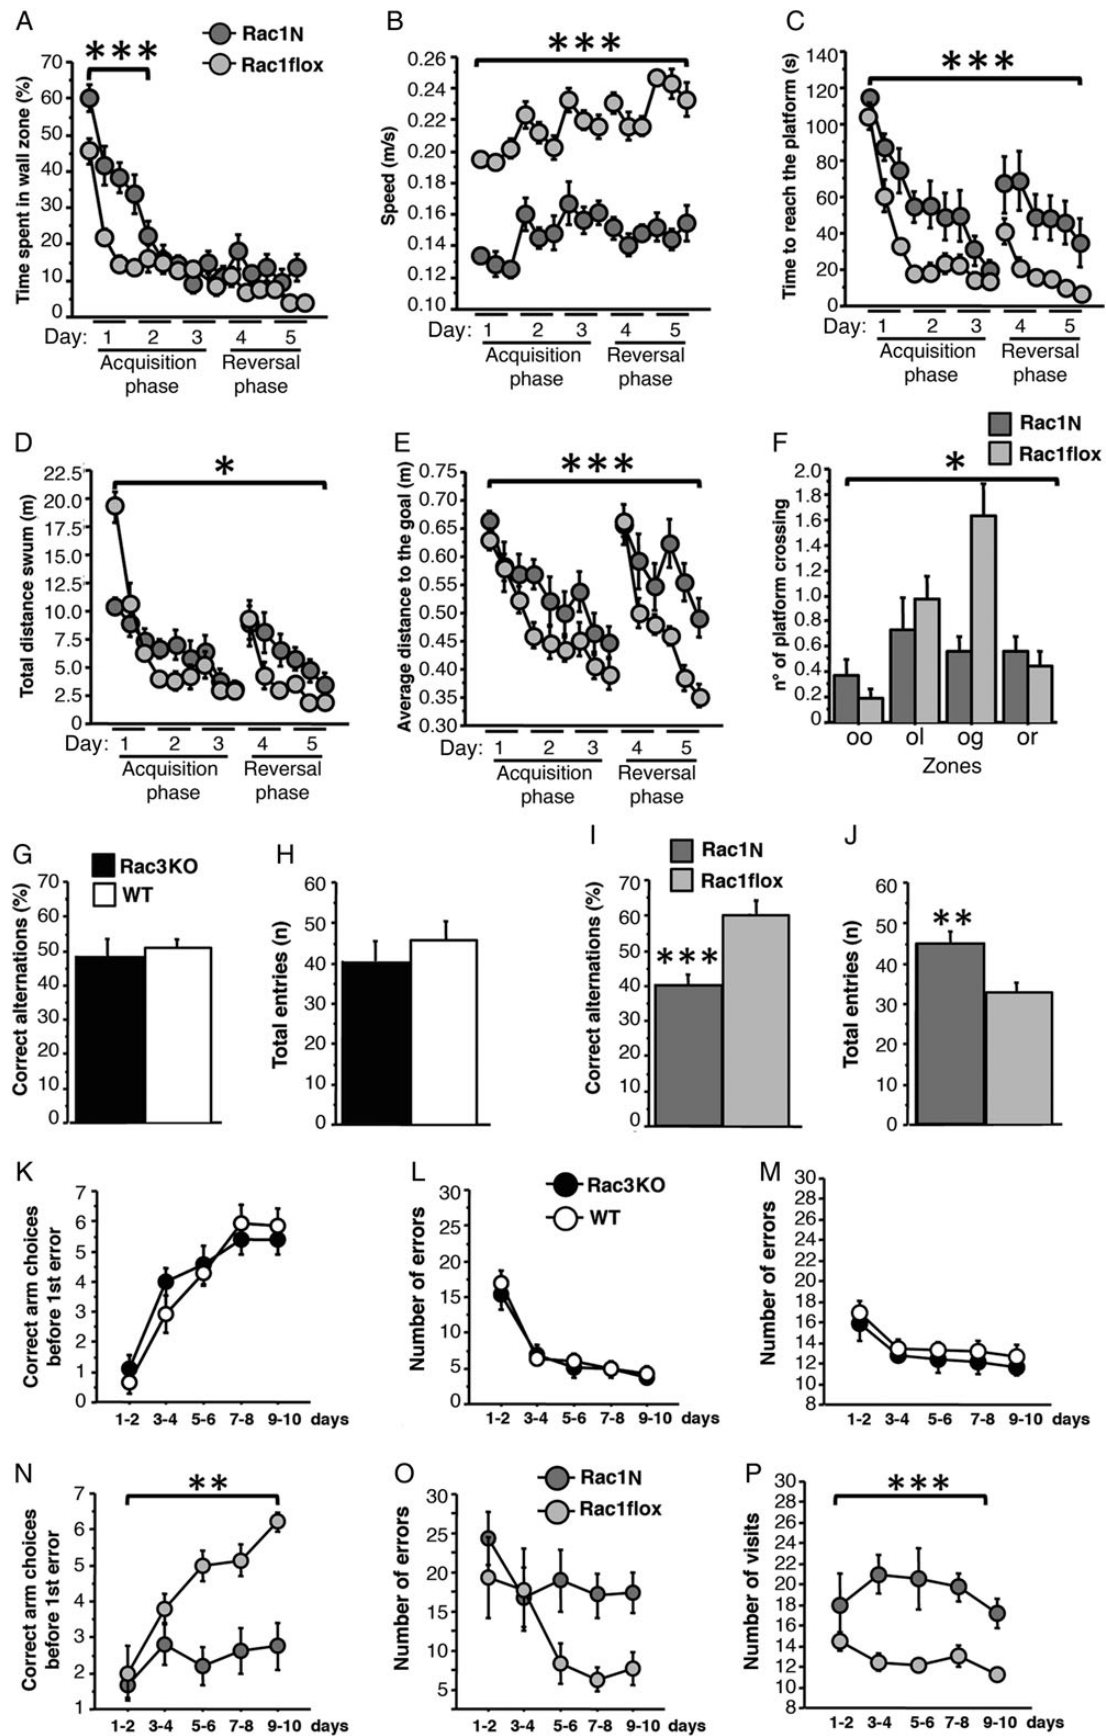 A
Rac1N
Rac1flox
***
Time spent in wall zone (%)
70
60
50
40
30
20
10
0
Day: 1 2 3 4 5
Acquisition phase
Reversal phase
B
***
Speed (m/s)
0.26
0.24
0.22
0.20
0.18
0.16
0.14
0.12
0.10
Day: 1 2 3 4 5
Acquisition phase
Reversal phase
C
***
Time to reach the platform (s)
140
120
100
80
60
40
20
0
Day: 1 2 3 4 5
Acquisition phase
Reversal phase
D
*
Total distance swum (m)
22.5
20.0
17.5
15.0
12.5
10.0
7.5
5.0
2.5
0
Day: 1 2 3 4 5
Acquisition phase
Reversal phase
E
***
Average distance to the goal (m)
0.75
0.70
0.65
0.60
0.55
0.50
0.45
0.40
0.35
0.30
Day: 1 2 3 4 5
Acquisition phase
Reversal phase
F
Rac1N
Rac1flox
*
n° of platform crossing
2.0
1.8
1.6
1.4
1.2
1.0
0.8
0.6
0.4
0.2
0
oo ol og or
Zones
G
Rac3KO
WT
Correct alternations (%)
70
60
50
40
30
20
10
0
H
Total entries (n)
60
50
40
30
20
10
0
I
Rac1N
Rac1flox
***
Correct alternations (%)
70
60
50
40
30
20
10
0
J
**
Total entries (n)
60
50
40
30
20
10
0
K
Correct arm choices
before 1st error
7
6
5
4
3
2
1
0
1-2 3-4 5-6 7-8 9-10 days
L
Rac3KO
WT
Number of errors
30
25
20
15
10
5
0
1-2 3-4 5-6 7-8 9-10 days
M
Number of errors
30
28
26
24
22
20
18
16
14
12
10
8
1-2 3-4 5-6 7-8 9-10 days
N
**
Correct arm choices
before 1st error
7
6
5
4
3
2
1
1-2 3-4 5-6 7-8 9-10 days
O
Rac1N
Rac1flox
Number of errors
30
25
20
15
10
5
1-2 3-4 5-6 7-8 9-10 days
P
***
Number of visits
30
28
26
24
22
20
18
16
14
12
10
8
1-2 3-4 5-6 7-8 9-10 days